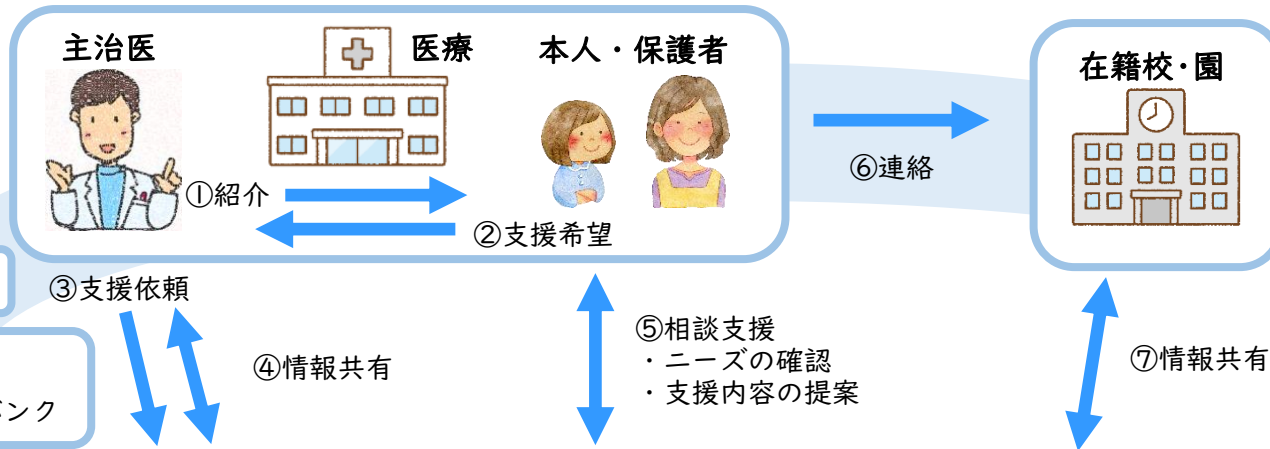 主治医
医療
本人・保護者
在籍校・園
①紹介
②支援希望
⑥連絡
③支援依頼
④情報共有
⑤相談支援
・ニーズの確認
・支援内容の提案
⑦情報共有
ンク